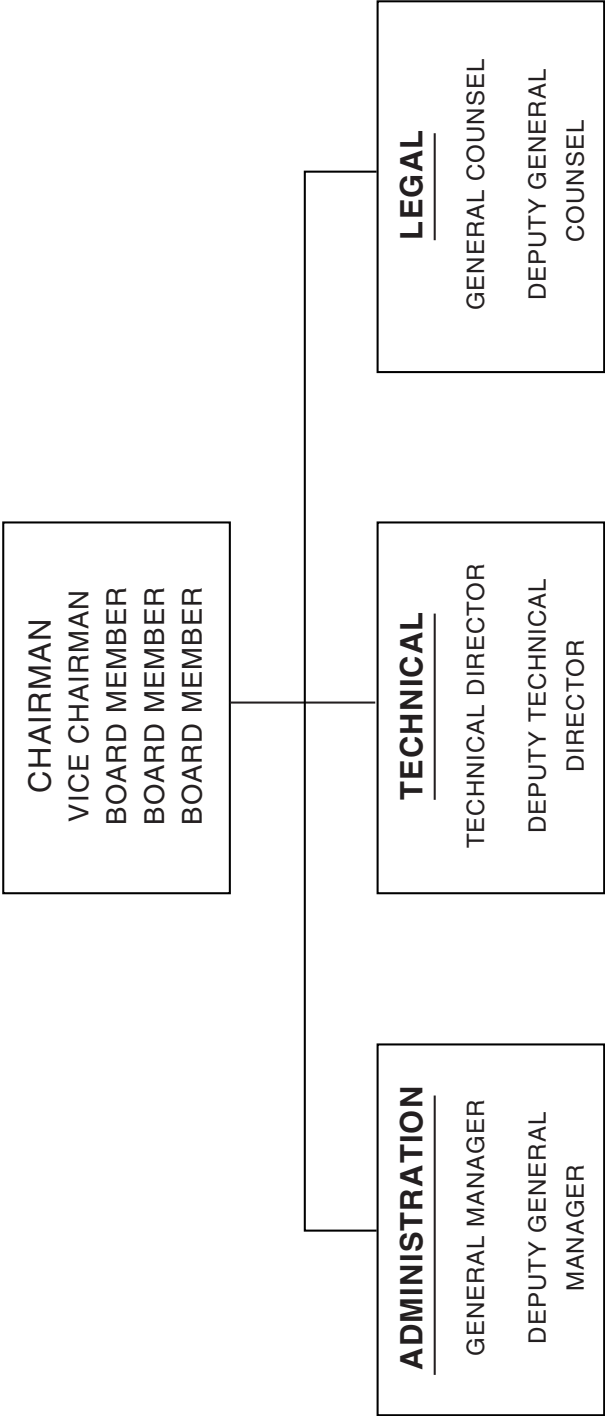 CHAIRMAN
VICE CHAIRMAN
BOARD MEMBER
BOARD MEMBER
BOARD MEMBER
ADMINISTRATION
GENERAL MANAGER
DEPUTY GENERAL
MANAGER
TECHNICAL
TECHNICAL DIRECTOR
DEPUTY TECHNICAL
DIRECTOR
LEGAL
GENERAL COUNSEL
DEPUTY GENERAL
COUNSEL